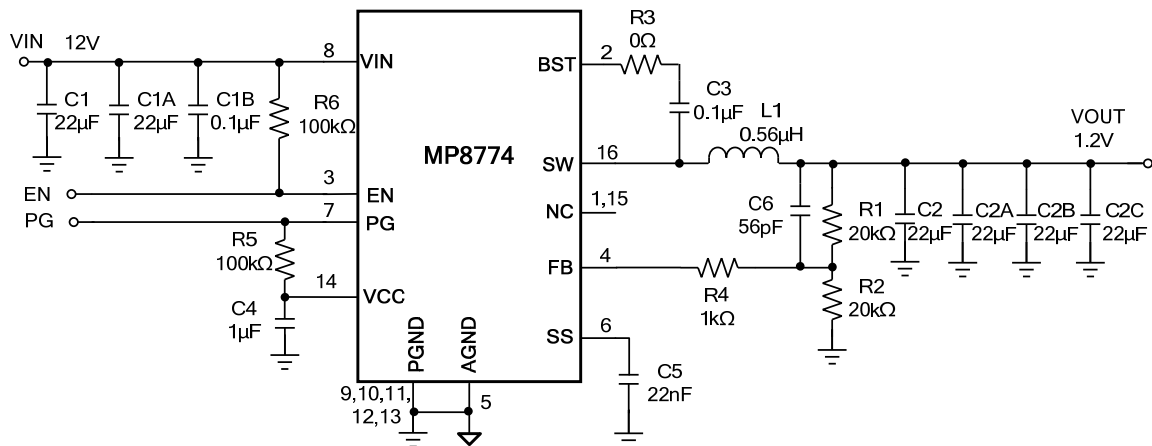 VIN 12V
8
VIN
C1
22µF
C1A
22µF
C1B
0.1µF
R6
100kΩ
EN
3
EN
PG
7
PG
R5
100kΩ
14
VCC
C4
1µF
MP8774
PGND
AGND
9,10,11,
12,13
5
BST
2
R3
0Ω
C3
0.1µF
L1
0.56µH
SW
16
NC
1,15
FB
4
R4
1kΩ
C6
56pF
R1
20kΩ
R2
20kΩ
SS
6
C5
22nF
C2
22µF
C2A
22µF
C2B
22µF
C2C
22µF
VOUT
1.2V